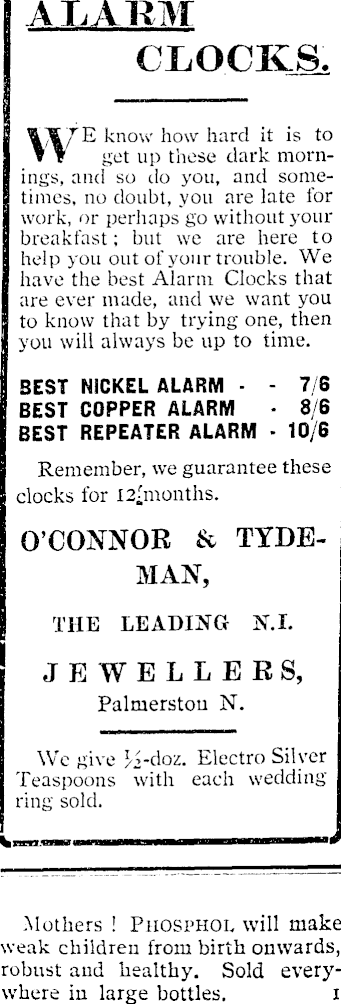 ALARM
CLOCKS.
WE know how hard it is to
get up these dark morn-
ings, and so do you, and some-
times, no doubt, you are late for
work, or perhaps go without your
breakfast; but we are here to
help you out of your trouble. We
have the best Alarm Clocks that
are ever made, and we want you
to know that by trying one, then
you will always be up to time.
BEST NICKEL ALARM - - 7/6
BEST COPPER ALARM - 8/6
BEST REPEATER ALARM - 10/6
Remember, we guarantee these
clocks for 12 months.
O'CONNOR & TYDE-
MAN,
THE LEADING N.I.
JEWELLERS,
Palmerston N.
We give ½-doz. Electro Silver
Teaspoons with each wedding
ring sold.
Mothers! PHOSPHOL will make
weak children from birth onwards,
robust and healthy. Sold every-
where in large bottles. 1